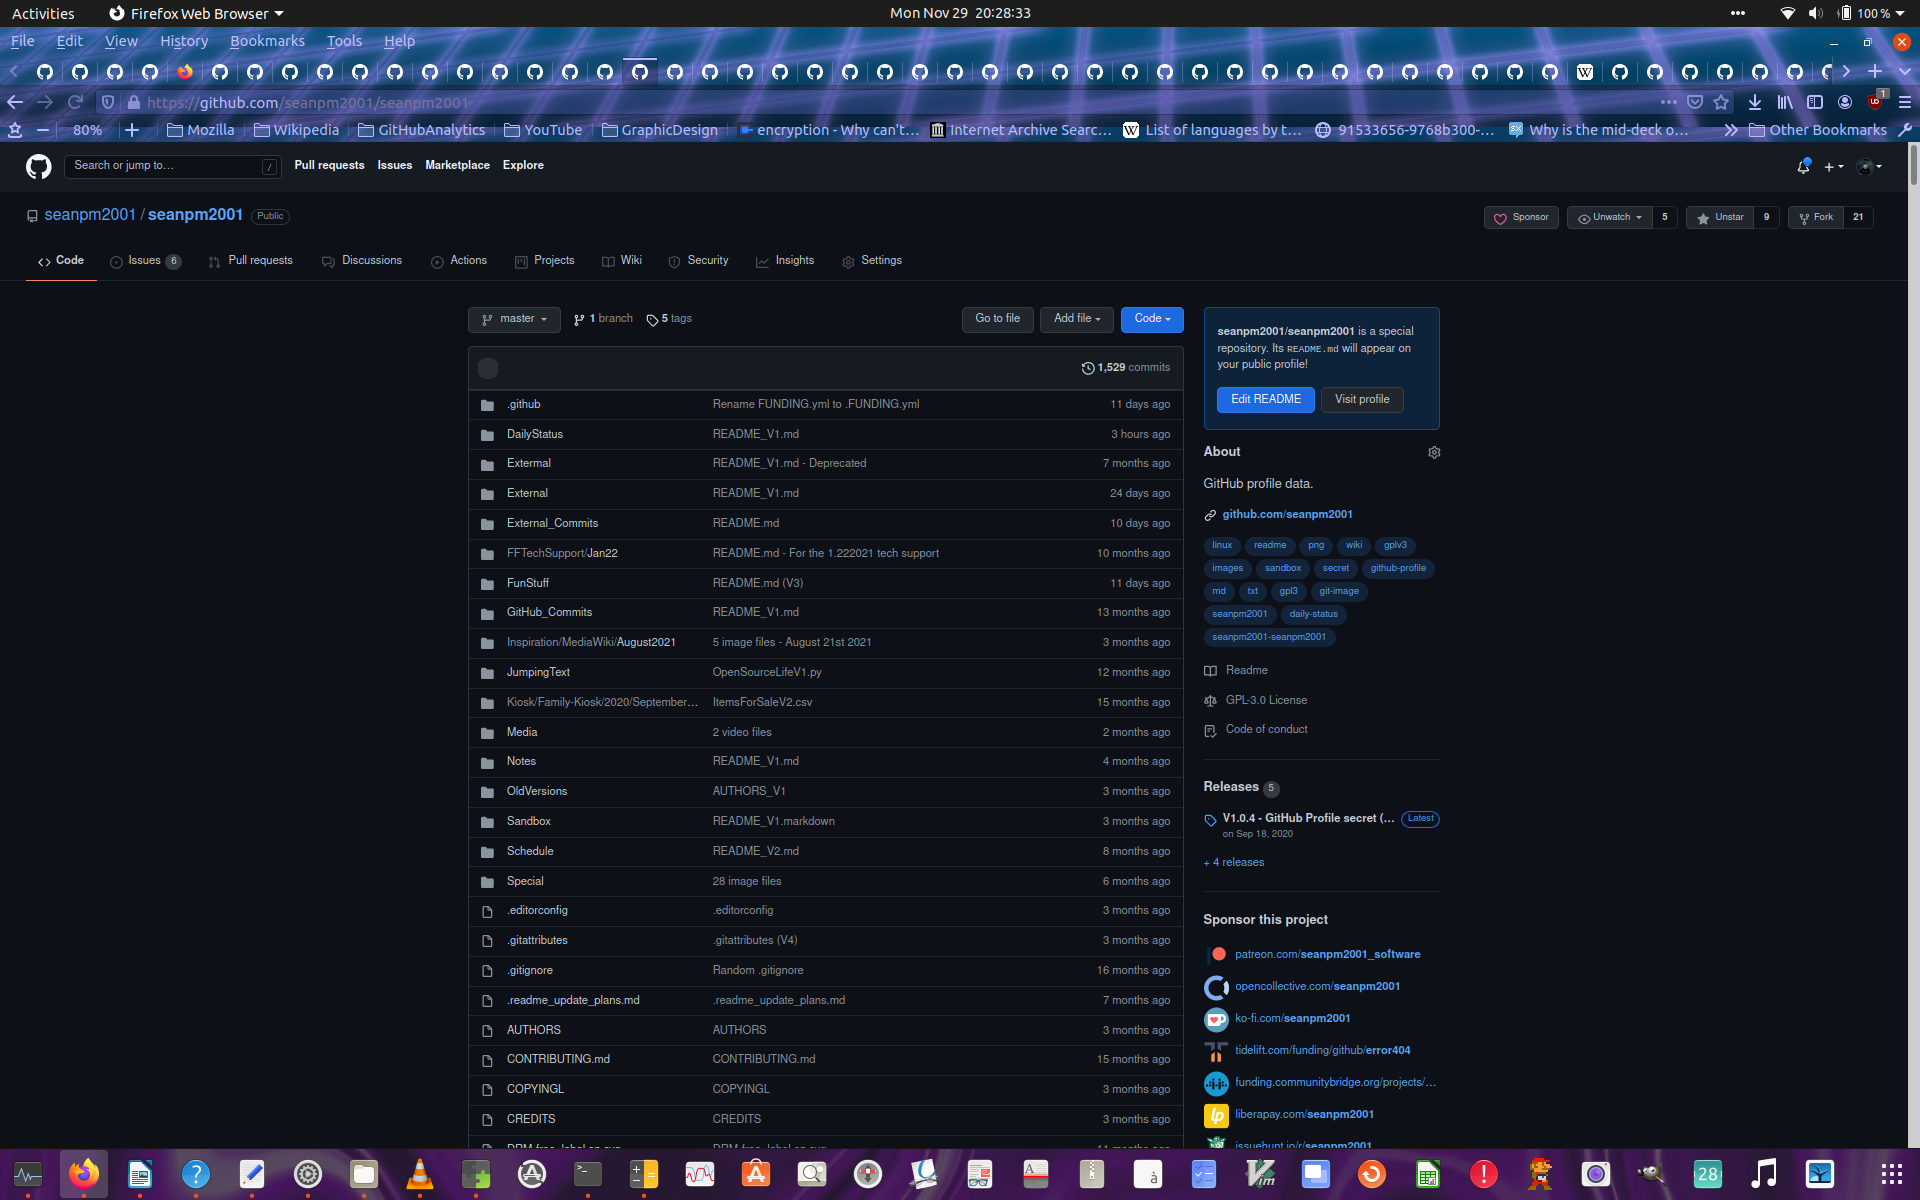 Activities Firefox Web Browser Mon Nov 29 20:28:33 100 %
File Edit View History Bookmarks Tools Help
https://github.com/seanpm2001/seanpm2001 1
80% Mozilla Wikipedia GitHubAnalytics YouTube GraphicDesign encryption - Why can't... Internet Archive Searc... List of languages by t... 91533656-9768b300-... Why is the mid-deck o... Other Bookmarks
Search or jump to... / Pull requests Issues Marketplace Explore
seanpm2001 / seanpm2001 Public Sponsor Unwatch 5 Unstar 9 Fork 21
Code Issues 6 Pull requests Discussions Actions Projects Wiki Security Insights Settings
master 1 branch 5 tags Go to file Add file Code
1,529 commits
.github Rename FUNDING.yml to .FUNDING.yml 11 days ago
DailyStatus README_V1.md 3 hours ago
Extermal README_V1.md - Deprecated 7 months ago
External README_V1.md 24 days ago
External_Commits README.md 10 days ago
FFTechSupport/Jan22 README.md - For the 1.222021 tech support 10 months ago
FunStuff README.md (V3) 11 days ago
GitHub_Commits README_V1.md 13 months ago
Inspiration/MediaWiki/August2021 5 image files - August 21st 2021 3 months ago
JumpingText OpenSourceLifeV1.py 12 months ago
Kiosk/Family-Kiosk/2020/September... ItemsForSaleV2.csv 15 months ago
Media 2 video files 2 months ago
Notes README_V1.md 4 months ago
OldVersions AUTHORS_V1 3 months ago
Sandbox README_V1.markdown 3 months ago
Schedule README_V2.md 8 months ago
Special 28 image files 6 months ago
.editorconfig .editorconfig 3 months ago
.gitattributes .gitattributes (V4) 3 months ago
.gitignore Random .gitignore 16 months ago
.readme_update_plans.md .readme_update_plans.md 7 months ago
AUTHORS AUTHORS 3 months ago
CONTRIBUTING.md CONTRIBUTING.md 15 months ago
COPYINGL COPYINGL 3 months ago
CREDITS CREDITS 3 months ago
seanpm2001/seanpm2001 is a special
repository. Its README.md will appear on
your public profile!
Edit README Visit profile
About
GitHub profile data.
github.com/seanpm2001
linux readme png wiki gplv3
images sandbox secret github-profile
md txt gpl3 git-image
seanpm2001 daily-status
seanpm2001-seanpm2001
Readme
GPL-3.0 License
Code of conduct
Releases 5
V1.0.4 - GitHub Profile secret (... Latest
on Sep 18, 2020
+ 4 releases
Sponsor this project
patreon.com/seanpm2001_software
opencollective.com/seanpm2001
ko-fi.com/seanpm2001
tidelift.com/funding/github/error404
funding.communitybridge.org/projects/...
liberapay.com/seanpm2001
issuehunt.io/r/seanpm2001
28